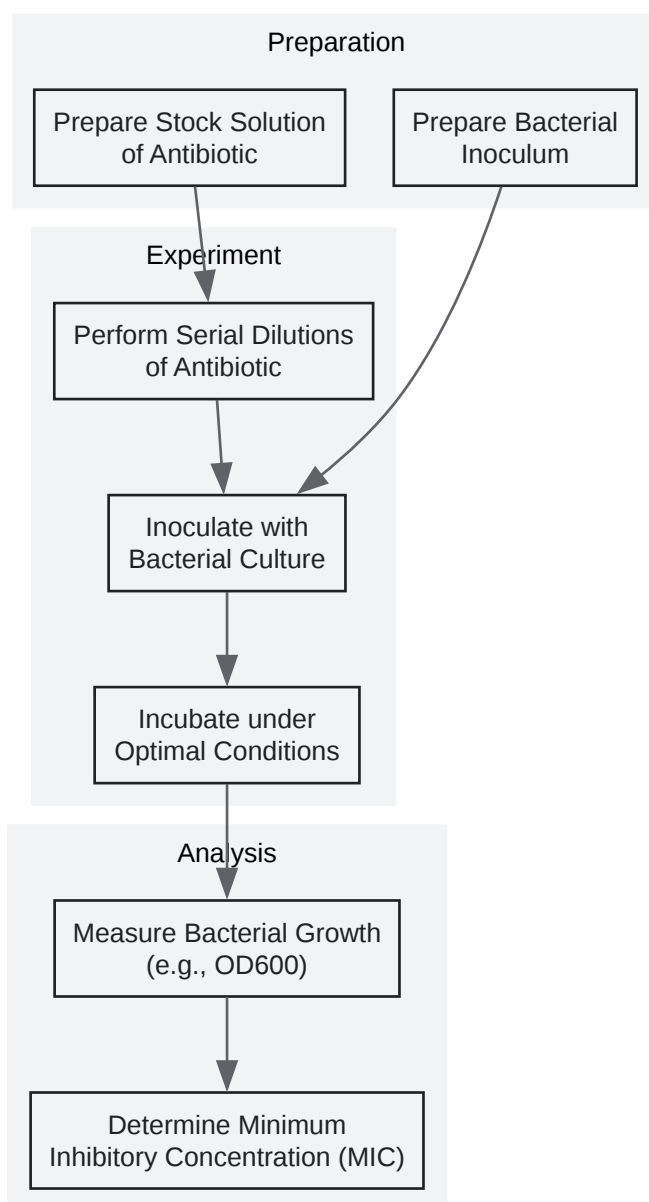 Preparation
Prepare Stock Solution
of Antibiotic
Prepare Bacterial
Inoculum
Experiment
Perform Serial Dilutions
of Antibiotic
Inoculate with
Bacterial Culture
Incubate under
Optimal Conditions
Analysis
Measure Bacterial Growth
(e.g., OD600)
Determine Minimum
Inhibitory Concentration (MIC)